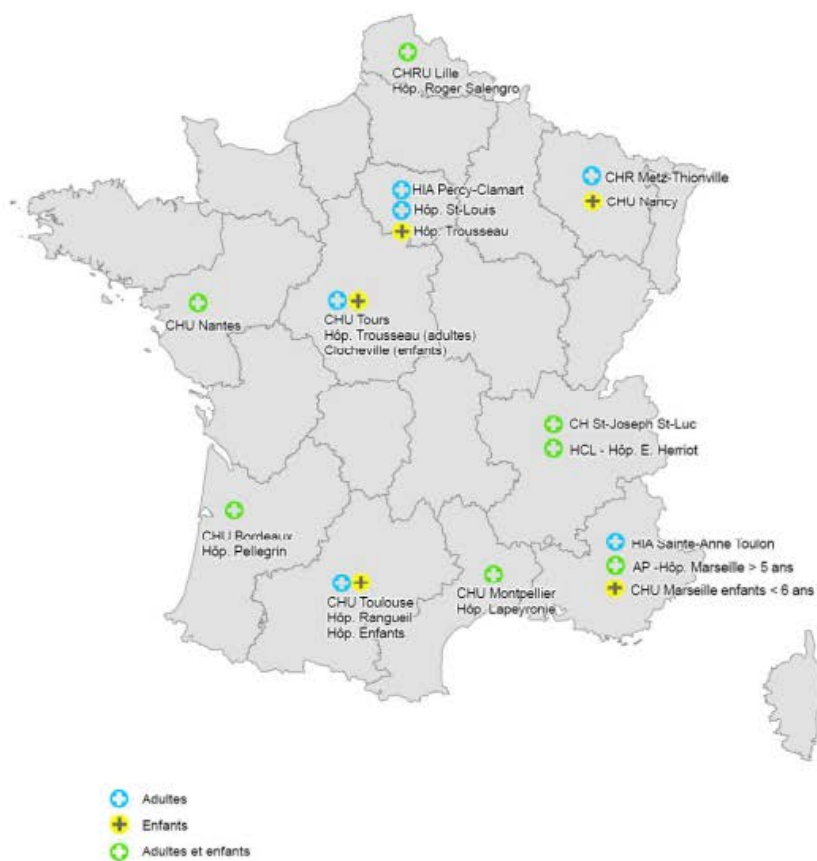 CHRU Lille
Hôp. Roger Salengro
HIA Percy-Clamart
Hôp. St-Louis
Hôp. Trousseau
CHR Metz-Thionville
CHU Nancy
CHU Nantes
CHU Tours
Hôp. Trousseau (adultes)
Clocheville (enfants)
CH St-Joseph St-Luc
HCL - Hôp. E. Herriot
CHU Bordeaux
Hôp. Pellegrin
CHU Toulouse
Hôp. Rangueil
Hôp. Enfants
CHU Montpellier
Hôp. Lapeyronie
HIA Sainte-Anne Toulon
AP -Hôp. Marseille > 5 ans
CHU Marseille enfants < 6 ans
Adultes
Enfants
Adultes et enfants